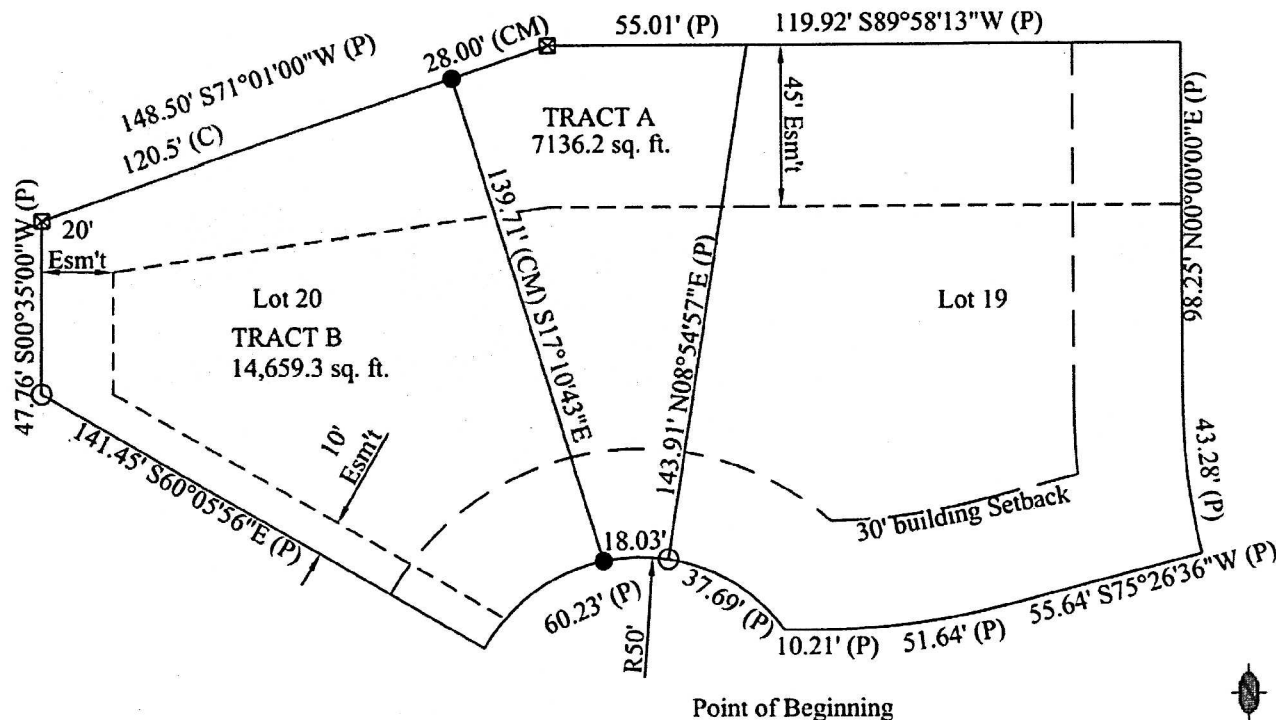 55.01' (P)
119.92' S89°58'13"W (P)
28.00' (CM)
148.50' S71°01'00"W (P)
120.5' (C)
TRACT A
7136.2 sq. ft.
45' Esm't
98.25' N00°00'00"E (P)
47.76' S00°35'00"W (P)
20'
Esm't
139.71' (CM) S17°10'43"E
143.91' N08°54'57"E (P)
Lot 20
TRACT B
14,659.3 sq. ft.
Lot 19
10'
Esm't
141.45' S60°05'56"E (P)
43.28' (P)
30' building Setback
18.03'
60.23' (P)
37.69' (P)
R50'
10.21' (P)
51.64' (P)
55.64' S75°26'36"W (P)
Point of Beginning
N